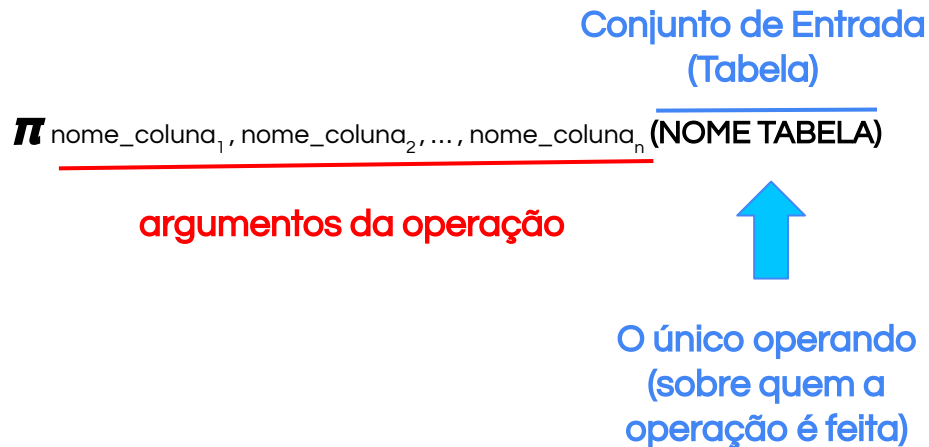 Conjunto de Entrada
(Tabela)
π nome_coluna₁, nome_coluna₂, ... , nome_colunaₙ (NOME TABELA)
argumentos da operação
O único operando
(sobre quem a
operação é feita)